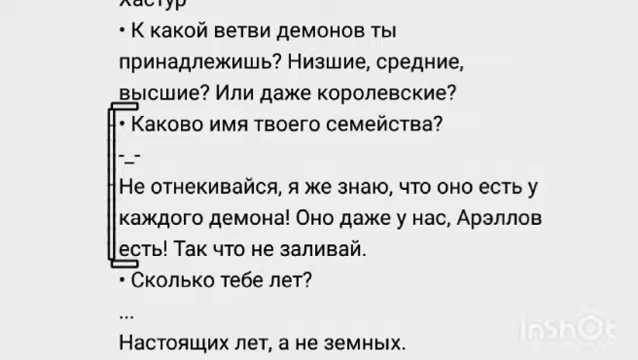 Хастур
• К какой ветви демонов ты
принадлежишь? Низшие, средние,
высшие? Или даже королевские?
• Каково имя твоего семейства?
-_-
Не отнекивайся, я же знаю, что оно есть у
каждого демона! Оно даже у нас, Арэллов
есть! Так что не заливай.
• Сколько тебе лет?
...
Настоящих лет, а не земных.
InShOt